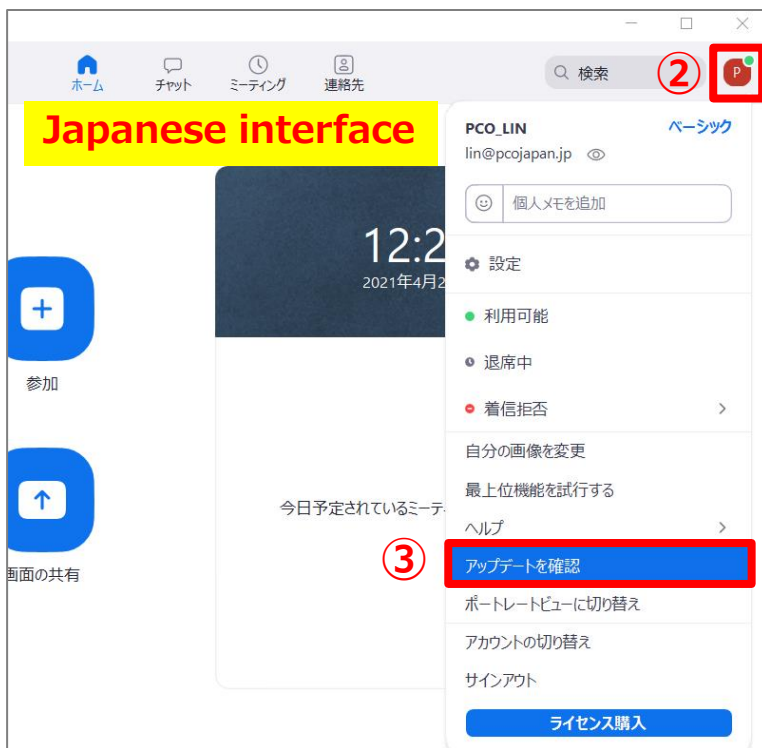 ホーム
チャット
ミーティング
連絡先
検索
②
P
Japanese interface
PCO_LIN
ベーシック
lin@pcojapan.jp
個人メモを追加
12:2
2021年4月2
設定
利用可能
退席中
参加
着信拒否
自分の画像を変更
最上位機能を試行する
今日予定されているミーテ
ヘルプ
③
アップデートを確認
画面の共有
ポートレートビューに切り替え
アカウントの切り替え
サインアウト
ライセンス購入